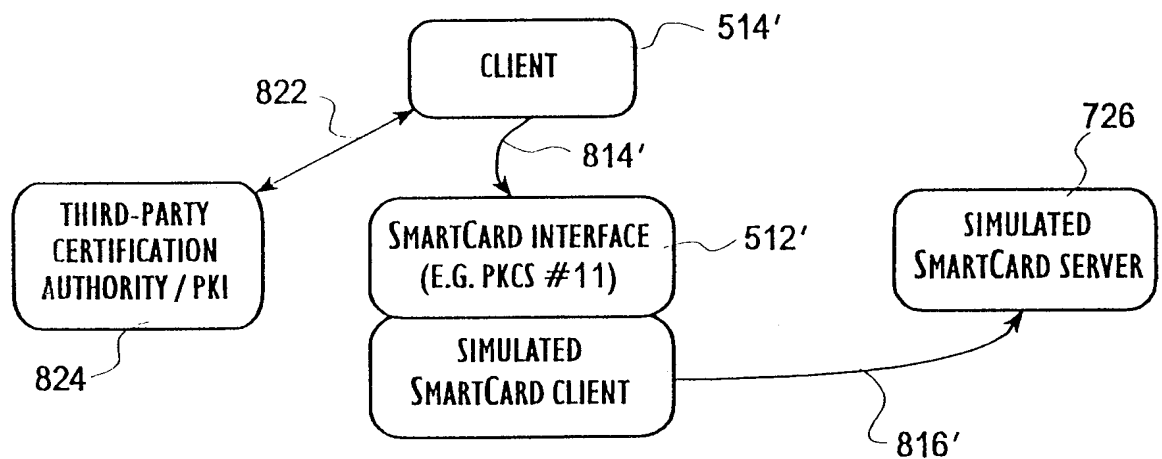 514′
CLIENT
822
726
814′
THIRD-PARTY
CERTIFICATION
AUTHORITY / PKI
SMARTCARD INTERFACE
(E.G. PKCS #11)
512′
SIMULATED
SMARTCARD SERVER
824
SIMULATED
SMARTCARD CLIENT
816′